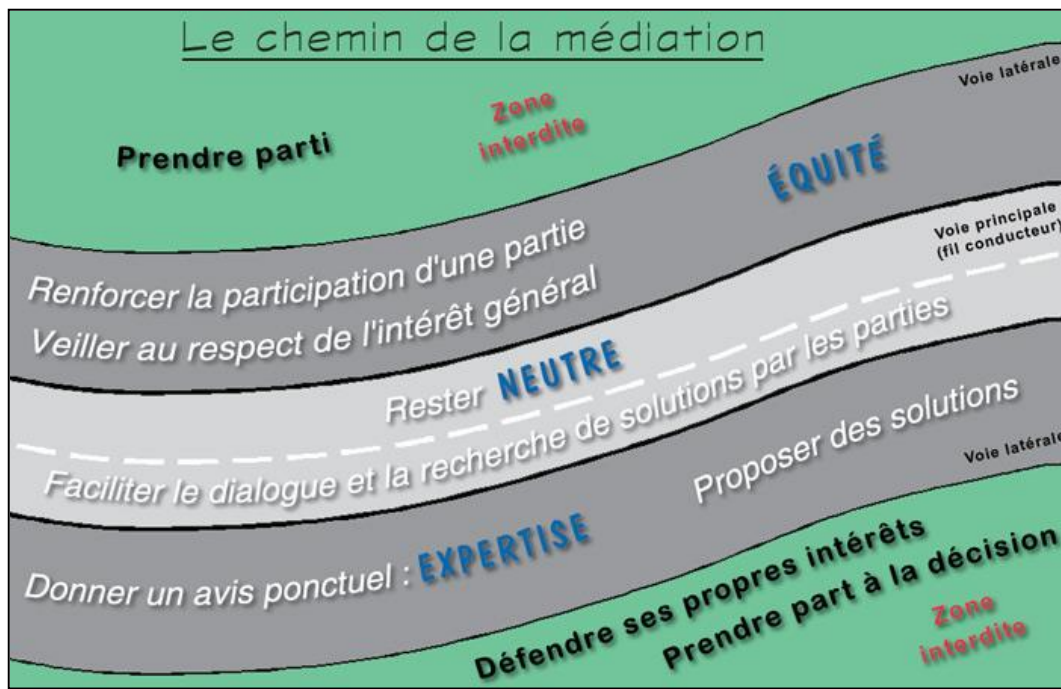 Le chemin de la médiation
Voie latérale
Zone
interdite
Prendre parti
ÉQUITÉ
Voie principale
(fil conducteur)
Renforcer la participation d'une partie
Veiller au respect de l'intérêt général
Rester NEUTRE
Faciliter le dialogue et la recherche de solutions par les parties
Proposer des solutions
Voie latérale
Donner un avis ponctuel : EXPERTISE
Défendre ses propres intérêts
Prendre part à la décision
Zone
interdite